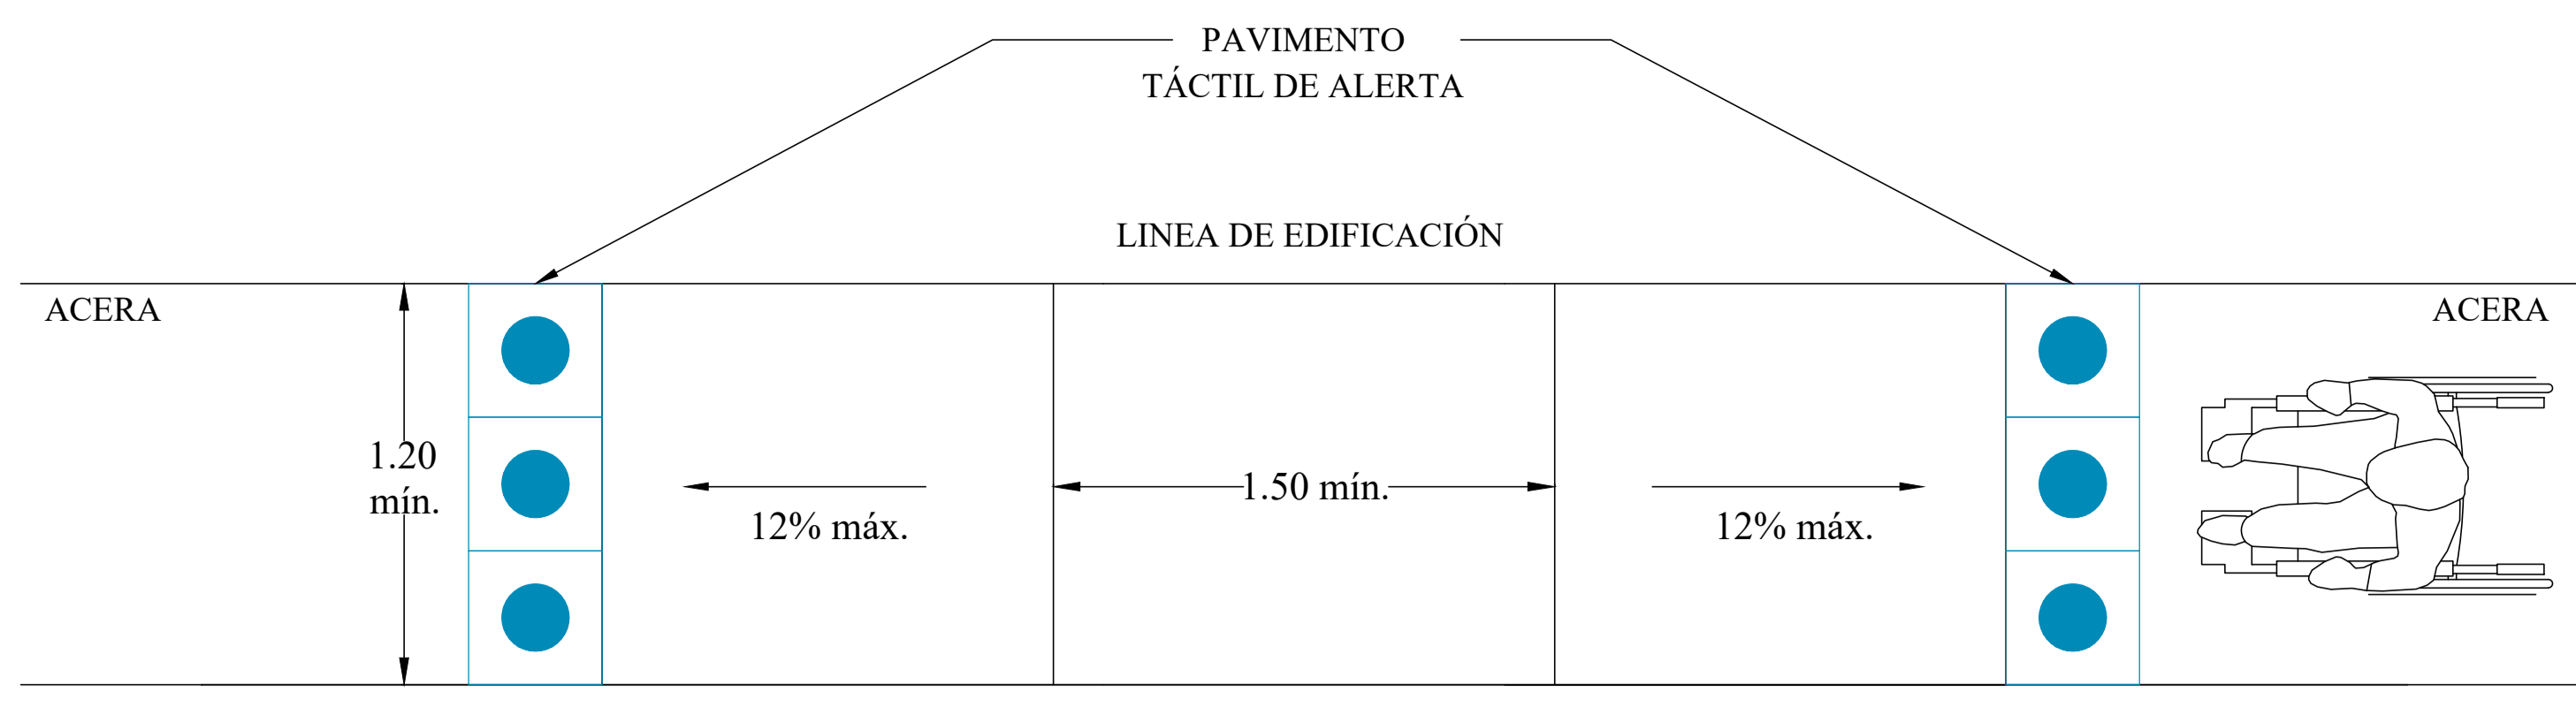 PAVIMENTO
TÁCTIL DE ALERTA
LINEA DE EDIFICACIÓN
ACERA
ACERA
1.20
mín.
12% máx.
1.50 mín.
12% máx.